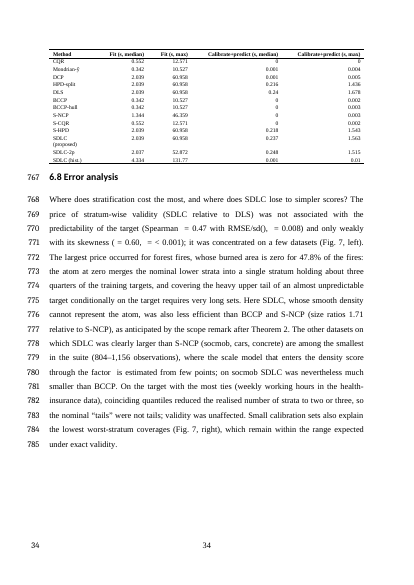 Method Fit (s, median) Fit (s, max) Calibrate+predict (s, median) Calibrate+predict (s, max)
CQR 0.552 12.571 0 0
Mondrian-ŷ 0.342 10.527 0.001 0.004
DCP 2.039 60.958 0.001 0.005
HPD-split 2.039 60.958 0.216 1.436
DLS 2.039 60.958 0.24 1.678
BCCP 0.342 10.527 0 0.002
BCCP-hull 0.342 10.527 0 0.003
S-NCP 1.344 46.359 0 0.003
S-CQR 0.552 12.571 0 0.002
S-HPD 2.039 60.958 0.218 1.543
SDLC 2.039 60.958 0.237 1.563
(proposed)
SDLC-2p 2.037 52.872 0.248 1.515
SDLC (hist.) 4.334 131.77 0.001 0.01
767 6.8 Error analysis
768 Where does stratification cost the most, and where does SDLC lose to simpler scores? The
769 price of stratum-wise validity (SDLC relative to DLS) was not associated with the
770 predictability of the target (Spearman = 0.47 with RMSE/sd(), = 0.008) and only weakly
771 with its skewness ( = 0.60, = < 0.001); it was concentrated on a few datasets (Fig. 7, left).
772 The largest price occurred for forest fires, whose burned area is zero for 47.8% of the fires:
773 the atom at zero merges the nominal lower strata into a single stratum holding about three
774 quarters of the training targets, and covering the heavy upper tail of an almost unpredictable
775 target conditionally on the target requires very long sets. Here SDLC, whose smooth density
776 cannot represent the atom, was also less efficient than BCCP and S-NCP (size ratios 1.71
777 relative to S-NCP), as anticipated by the scope remark after Theorem 2. The other datasets on
778 which SDLC was clearly larger than S-NCP (socmob, cars, concrete) are among the smallest
779 in the suite (804–1,156 observations), where the scale model that enters the density score
780 through the factor is estimated from few points; on socmob SDLC was nevertheless much
781 smaller than BCCP. On the target with the most ties (weekly working hours in the health-
782 insurance data), coinciding quantiles reduced the realised number of strata to two or three, so
783 the nominal “tails” were not tails; validity was unaffected. Small calibration sets also explain
784 the lowest worst-stratum coverages (Fig. 7, right), which remain within the range expected
785 under exact validity.
34 34